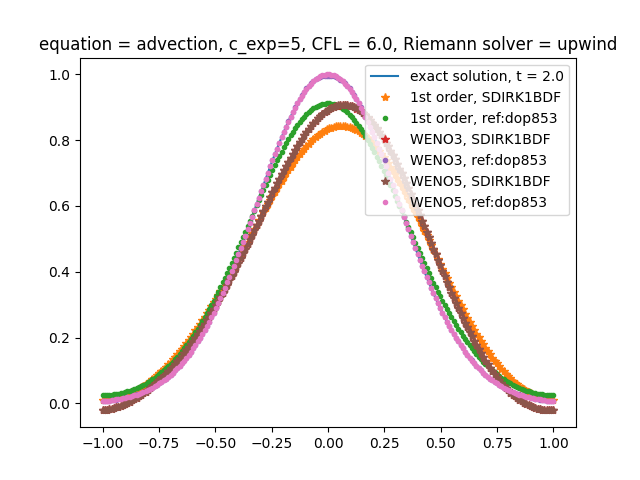 equation = advection, c_exp=5, CFL = 6.0, Riemann solver = upwind
exact solution, t = 2.0
1st order, SDIRK1BDF
1st order, ref:dop853
WENO3, SDIRK1BDF
WENO3, ref:dop853
WENO5, SDIRK1BDF
WENO5, ref:dop853
1.0
0.8
0.6
0.4
0.2
0.0
−1.00 −0.75 −0.50 −0.25 0.00 0.25 0.50 0.75 1.00